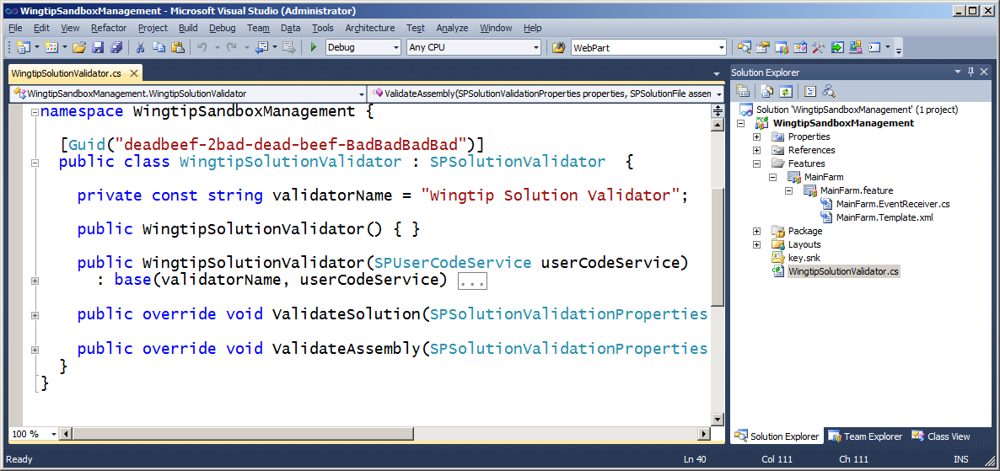 WingtipSandboxManagement - Microsoft Visual Studio (Administrator)
File Edit View Refactor Project Build Debug Team Data Tools Architecture Test Analyze Window Help
Debug Any CPU WebPart
WingtipSolutionValidator.cs
WingtipSandboxManagement.WingtipSolutionValidator
ValidateAssembly(SPSolutionValidationProperties properties, SPSolutionFile assem
namespace WingtipSandboxManagement {
[Guid("deadbeef-2bad-dead-beef-BadBadBadBad")]
public class WingtipSolutionValidator : SPSolutionValidator {
private const string validatorName = "Wingtip Solution Validator";
public WingtipSolutionValidator() { }
public WingtipSolutionValidator(SPUserCodeService userCodeService)
: base(validatorName, userCodeService) ...
public override void ValidateSolution(SPSolutionValidationProperties
public override void ValidateAssembly(SPSolutionValidationProperties
}
}
100 %
Solution Explorer
Solution 'WingtipSandboxManagement' (1 project)
WingtipSandboxManagement
Properties
References
Features
MainFarm
MainFarm.feature
MainFarm.EventReceiver.cs
MainFarm.Template.xml
Package
Layouts
key.snk
WingtipSolutionValidator.cs
Solution Explorer Team Explorer Class View
Ready Ln 40 Col 111 Ch 111 INS